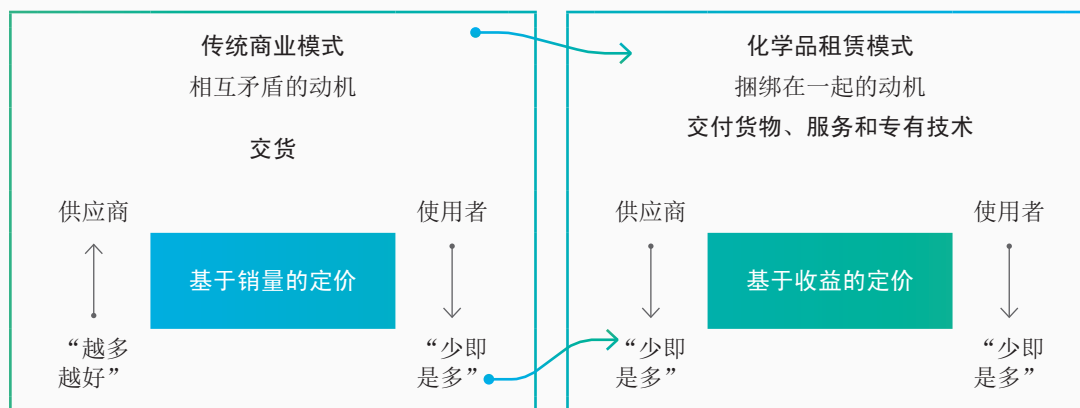 传统商业模式
相互矛盾的动机
交货
供应商
使用者
基于销量的定价
“越多
越好”
“少即
是多”
化学品租赁模式
捆绑在一起的动机
交付货物、服务和专有技术
供应商
使用者
基于收益的定价
“少即
是多”
“少即
是多”